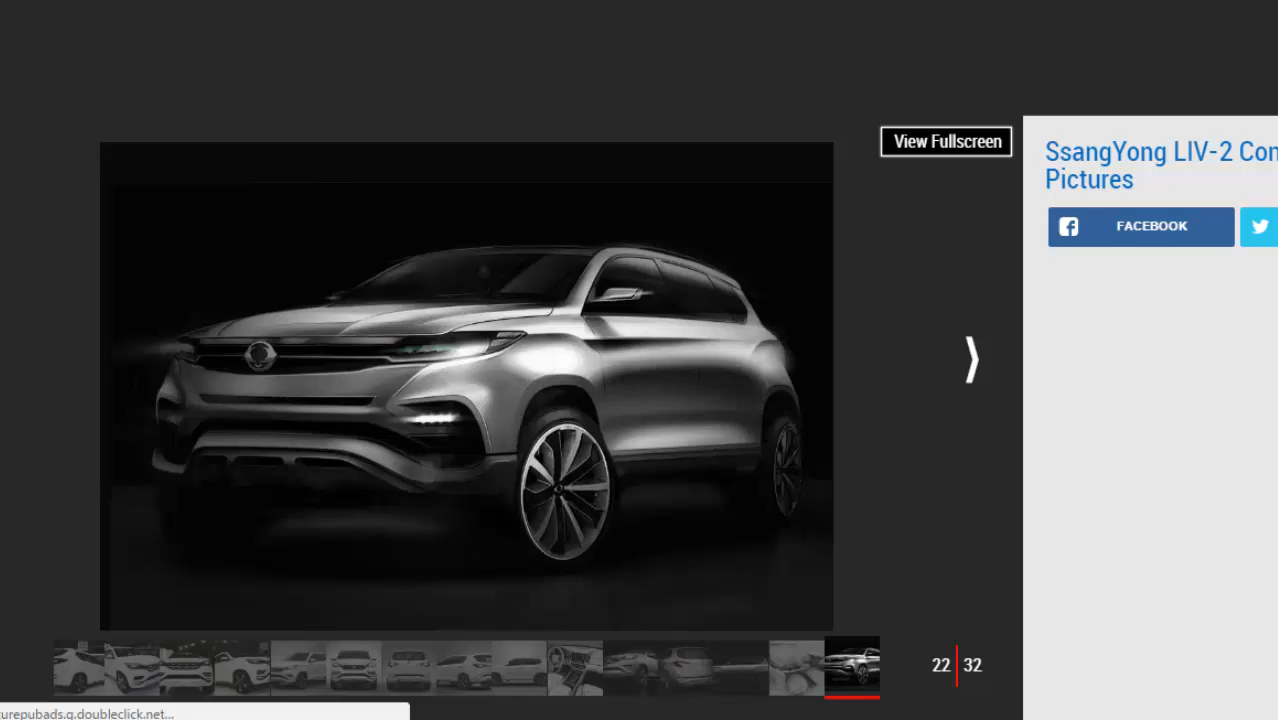 View Fullscreen
SsangYong LIV-2 Con
Pictures
FACEBOOK
22 32
urepubads.g.doubleclick.net...